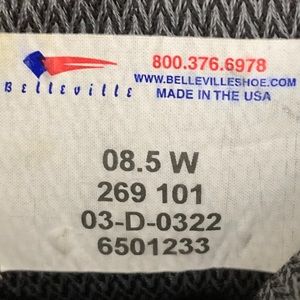 800.376.6978
Belleville
WWW.BELLEVILLESHOE.COM
MADE IN THE USA
08.5 W
269 101
03-D-0322
6501233